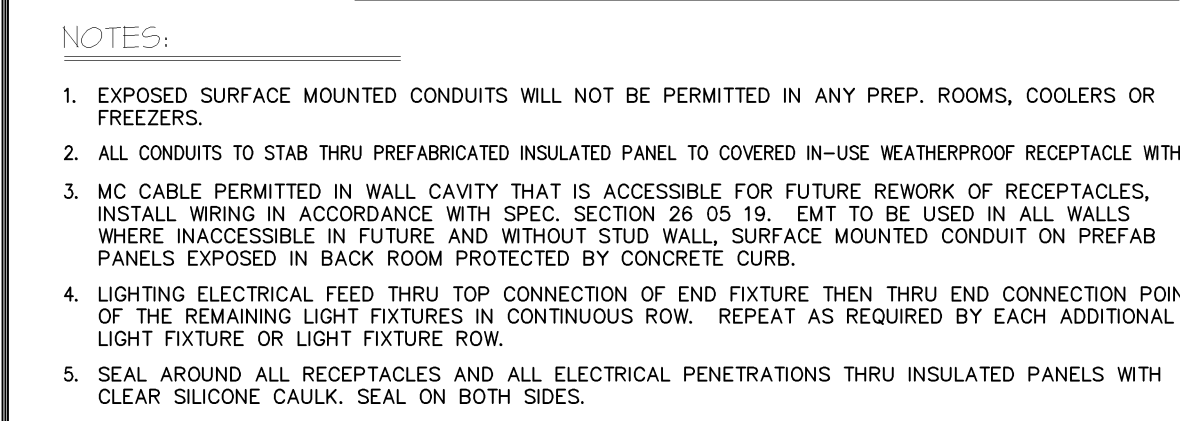 NOTES:
1. EXPOSED SURFACE MOUNTED CONDUITS WILL NOT BE PERMITTED IN ANY PREP. ROOMS, COOLERS OR
FREEZERS.
2. ALL CONDUITS TO STAB THRU PREFABRICATED INSULATED PANEL TO COVERED IN-USE WEATHERPROOF RECEPTACLE WITH
3. MC CABLE PERMITTED IN WALL CAVITY THAT IS ACCESSIBLE FOR FUTURE REWORK OF RECEPTACLES,
INSTALL WIRING IN ACCORDANCE WITH SPEC. SECTION 26 05 19. EMT TO BE USED IN ALL WALLS
WHERE INACCESSIBLE IN FUTURE AND WITHOUT STUD WALL, SURFACE MOUNTED CONDUIT ON PREFAB
PANELS EXPOSED IN BACK ROOM PROTECTED BY CONCRETE CURB.
4. LIGHTING ELECTRICAL FEED THRU TOP CONNECTION OF END FIXTURE THEN THRU END CONNECTION
OF THE REMAINING LIGHT FIXTURES IN CONTINUOUS ROW. REPEAT AS REQUIRED BY EACH ADDITIONAL
LIGHT FIXTURE OR LIGHT FIXTURE ROW.
5. SEAL AROUND ALL RECEPTACLES AND ALL ELECTRICAL PENETRATIONS THRU INSULATED PANELS WITH
CLEAR SILICONE CAULK. SEAL ON BOTH SIDES.